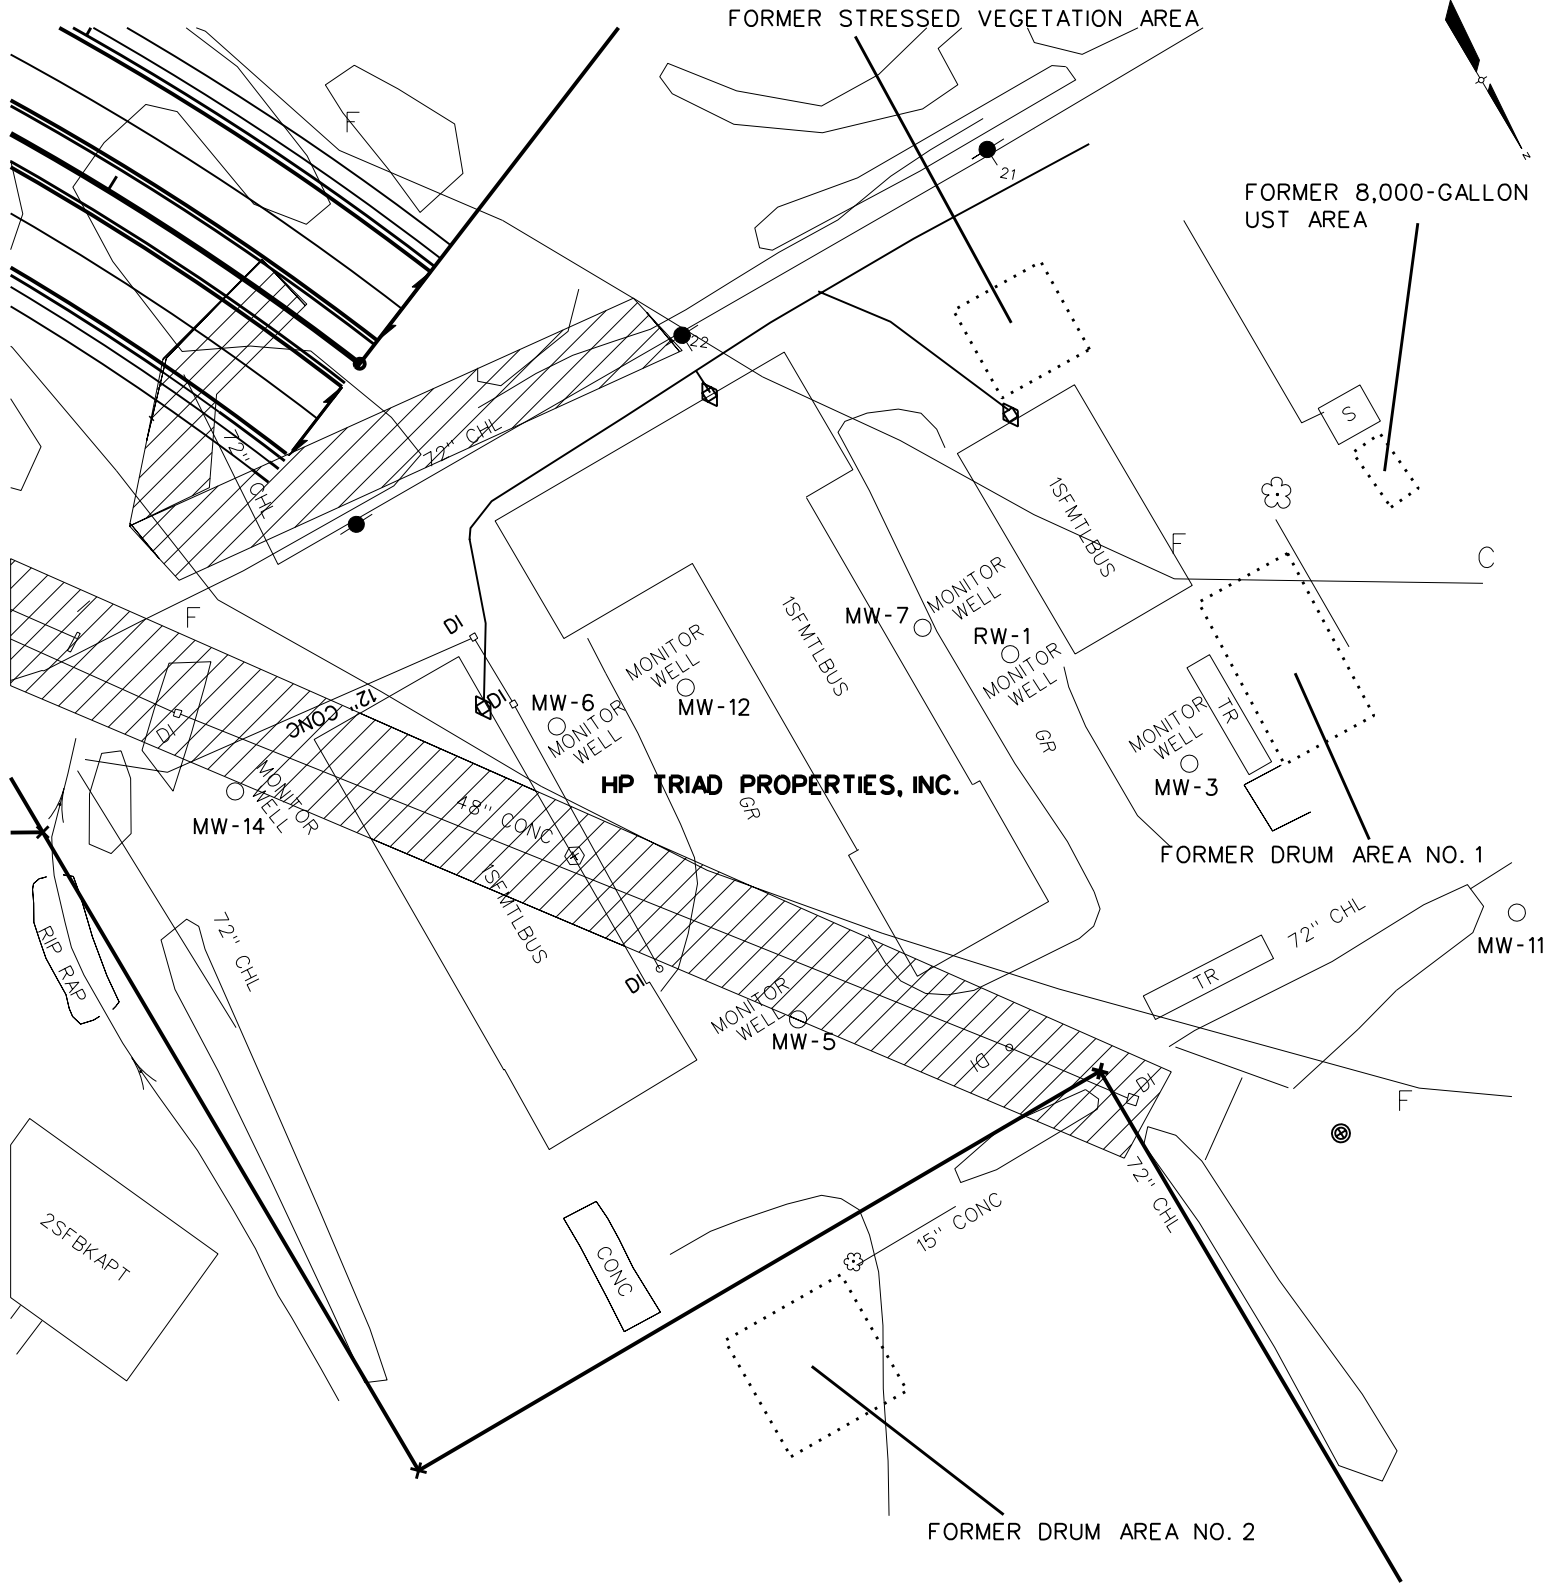 FORMER STRESSED VEGETATION AREA
N
FORMER 8,000-GALLON
UST AREA
F
21
22
S
72" CHL
72" CHL
1SFMTLBUS
F
C
F
DI
MONITOR
WELL
MW-7
RW-1
MONITOR
WELL
1SFMTLBUS
MONITOR
WELL
MW-12
DI
MW-6
MONITOR
WELL
12" CONC
DI
GR
MONITOR
WELL
TR
MW-3
HP TRIAD PROPERTIES, INC.
GR
MONITOR
WELL
MW-14
48" CONC
FORMER DRUM AREA NO. 1
1SFMTLBUS
72" CHL
72" CHL
MW-11
RIP RAP
TR
DI
MONITOR
WELL
MW-5
DI
DI
F
72" CHL
15" CONC
2SFBKAPT
CONC
FORMER DRUM AREA NO. 2